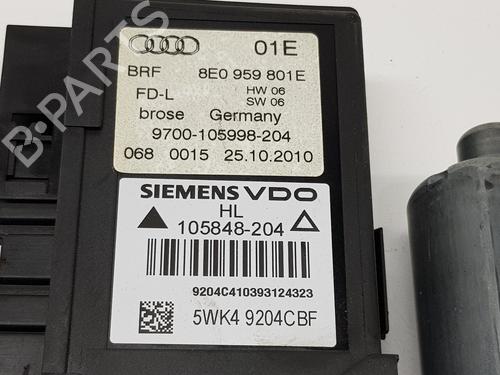 01E
BRF 8E0 959 801E
FD-L HW 06
SW 06
brose Germany
9700-105998-204
068 0015 25.10.2010
SIEMENS VDO
HL
105848-204
9204C410393124323
5WK4 9204CBF